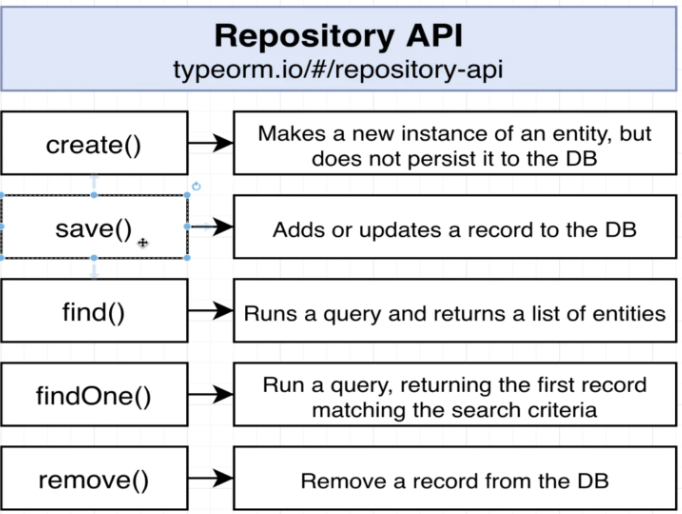 Repository API
typeorm.io/#/repository-api
create()
Makes a new instance of an entity, but
does not persist it to the DB
save()
Adds or updates a record to the DB
find()
Runs a query and returns a list of entities
findOne()
Run a query, returning the first record
matching the search criteria
remove()
Remove a record from the DB